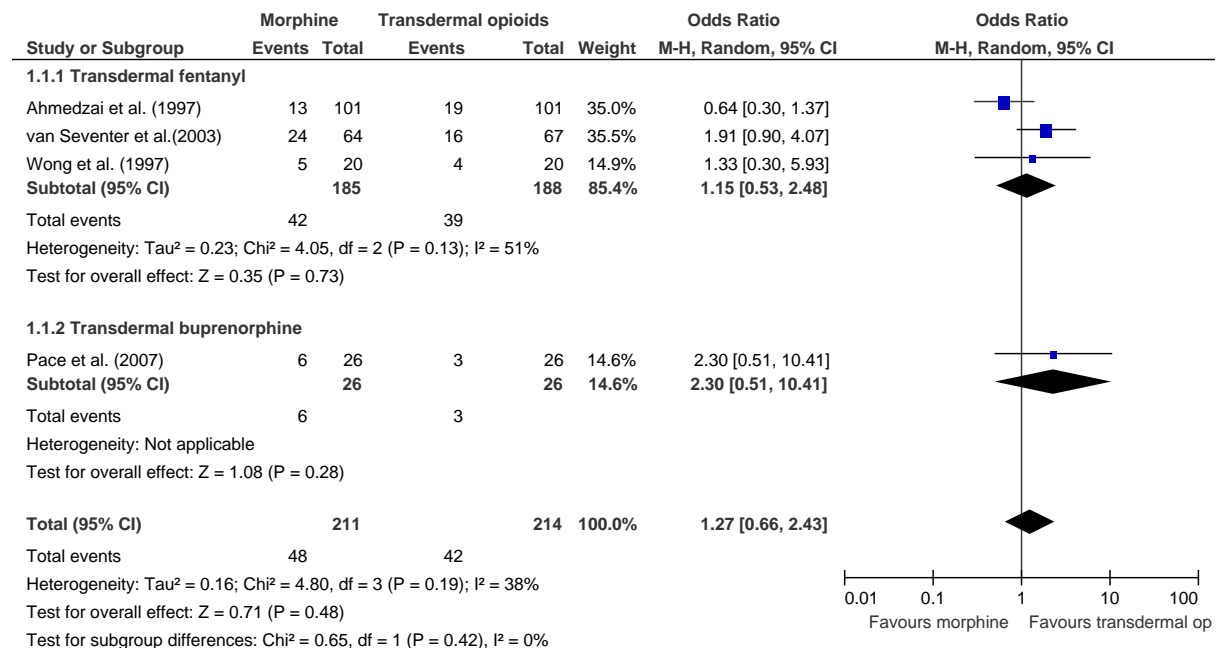 Morphine Transdermal opioids Odds Ratio Odds Ratio
Study or Subgroup Events Total Events Total Weight M-H, Random, 95% CI M-H, Random, 95% CI
1.1.1 Transdermal fentanyl
Ahmedzai et al. (1997) 13 101 19 101 35.0% 0.64 [0.30, 1.37]
van Seventer et al.(2003) 24 64 16 67 35.5% 1.91 [0.90, 4.07]
Wong et al. (1997) 5 20 4 20 14.9% 1.33 [0.30, 5.93]
Subtotal (95% CI) 185 188 85.4% 1.15 [0.53, 2.48]
Total events 42 39
Heterogeneity: Tau² = 0.23; Chi² = 4.05, df = 2 (P = 0.13); I² = 51%
Test for overall effect: Z = 0.35 (P = 0.73)
1.1.2 Transdermal buprenorphine
Pace et al. (2007) 6 26 3 26 14.6% 2.30 [0.51, 10.41]
Subtotal (95% CI) 26 26 14.6% 2.30 [0.51, 10.41]
Total events 6 3
Heterogeneity: Not applicable
Test for overall effect: Z = 1.08 (P = 0.28)
Total (95% CI) 211 214 100.0% 1.27 [0.66, 2.43]
Total events 48 42
Heterogeneity: Tau² = 0.16; Chi² = 4.80, df = 3 (P = 0.19); I² = 38%
Test for overall effect: Z = 0.71 (P = 0.48)
Test for subgroup differences: Chi² = 0.65, df = 1 (P = 0.42), I² = 0%
0.01 0.1 1 10 100
Favours morphine Favours transdermal op